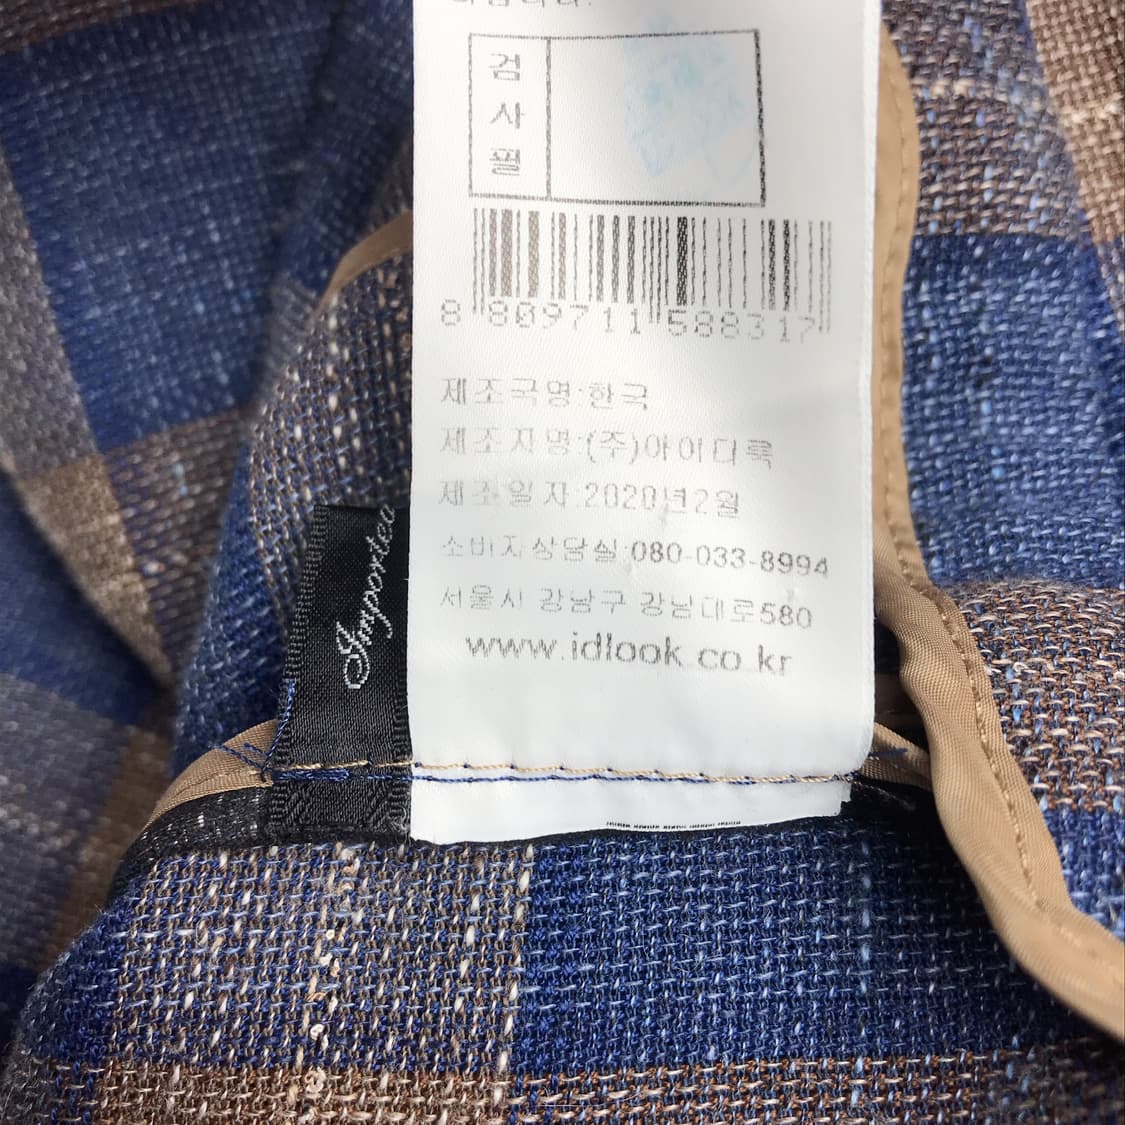 검
사
필
8 809711 588317
제조국명:한국
제조자명:(주)아이디룩
제조일자:2020년2월
소비자상담실:080-033-8994
서울시 강남구 강남대로580
www.idlook.co.kr